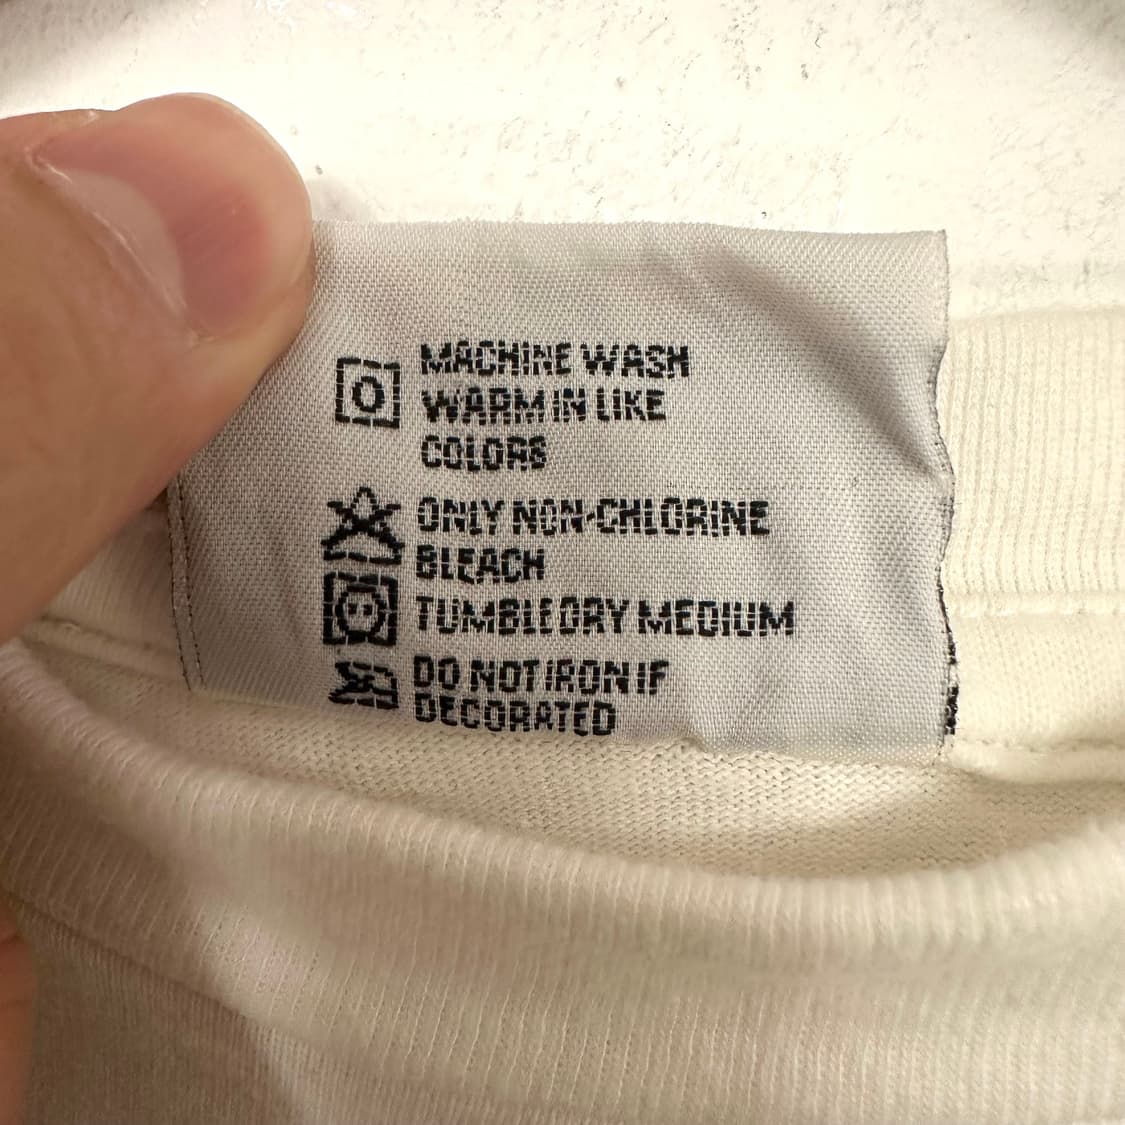 MACHINE WASH
WARM IN LIKE
COLORS
ONLY NON-CHLORINE
BLEACH
TUMBLE DRY MEDIUM
DO NOT IRON IF
DECORATED